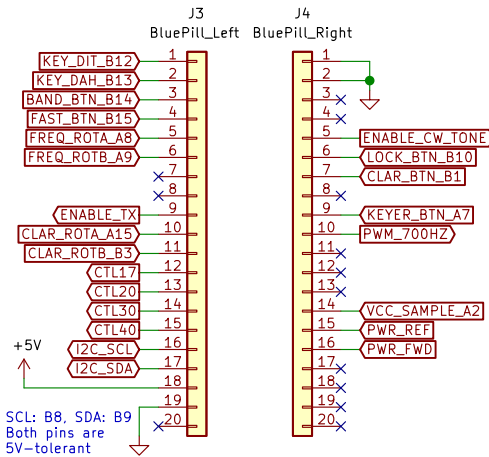 J3
BluePill_Left
KEY_DIT_B12 1
KEY_DAH_B13 2
BAND_BTN_B14 3
FAST_BTN_B15 4
FREQ_ROTA_A8 5
FREQ_ROTB_A9 6
7
8
ENABLE_TX 9
CLAR_ROTA_A15 10
CLAR_ROTB_B3 11
CTL17 12
CTL20 13
CTL30 14
CTL40 15
I2C_SCL 16
I2C_SDA 17
+5V 18
19
20
SCL: B8, SDA: B9
Both pins are
5V-tolerant
J4
BluePill_Right
1
2
3
4
5 ENABLE_CW_TONE
6 LOCK_BTN_B10
7 CLAR_BTN_B1
8
9 KEYER_BTN_A7
10 PWM_700HZ
11
12
13
14 VCC_SAMPLE_A2
15 PWR_REF
16 PWR_FWD
17
18
19
20